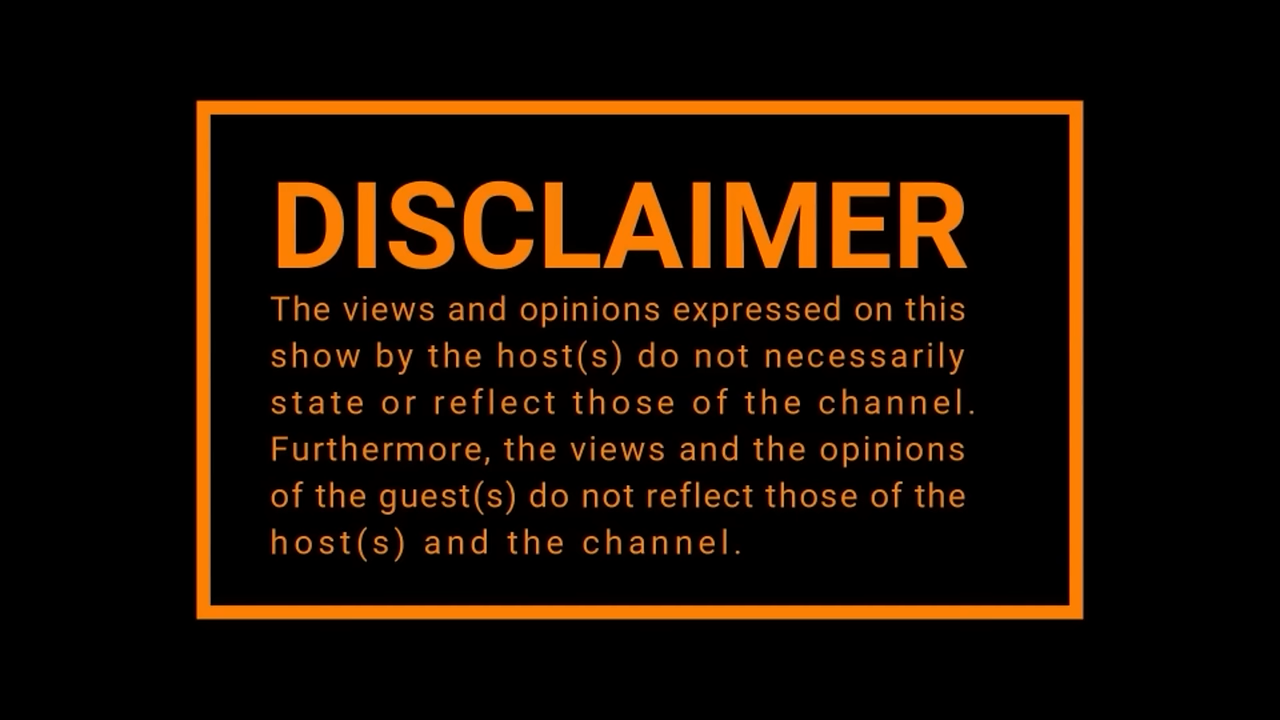 DISCLAIMER
The views and opinions expressed on this
show by the host(s) do not necessarily
state or reflect those of the channel.
Furthermore, the views and the opinions
of the guest(s) do not reflect those of the
host(s) and the channel.